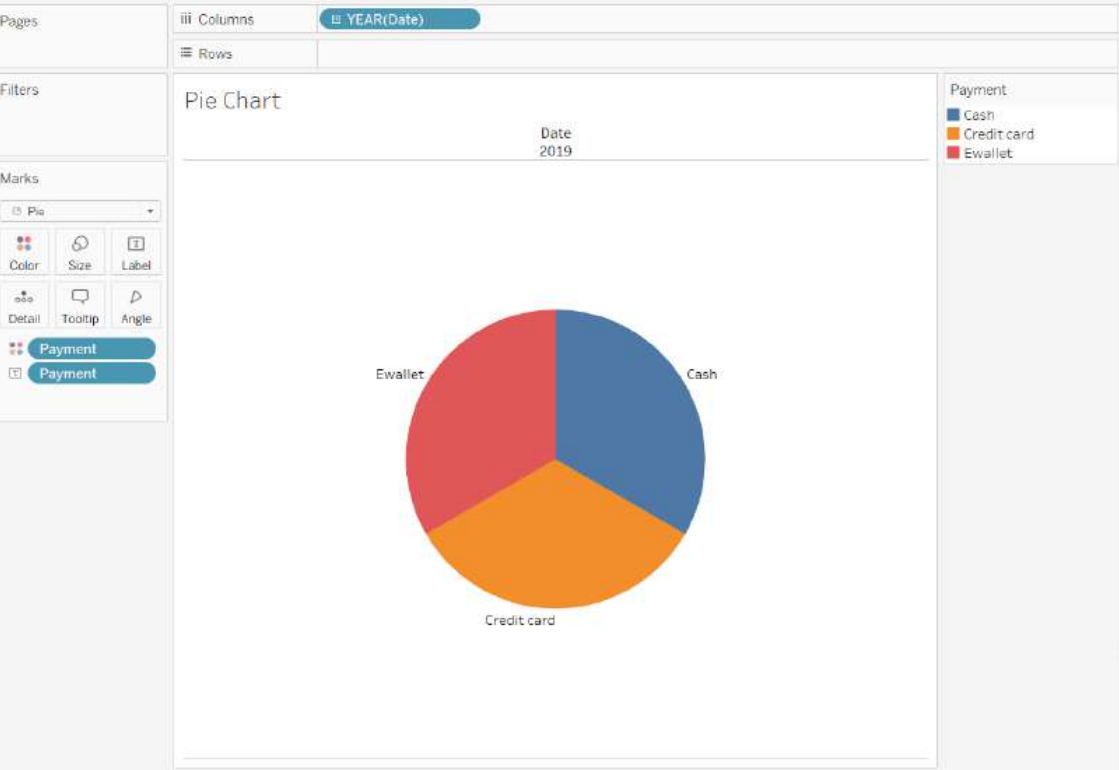 Pages
iii Columns
YEAR(Date)
Rows
Filters
Pie Chart
Date
2019
Payment
Cash
Credit card
Ewallet
Marks
Pie
Color Size Label
Detail Tooltip Angle
Payment
Payment
Ewallet
Cash
Credit card